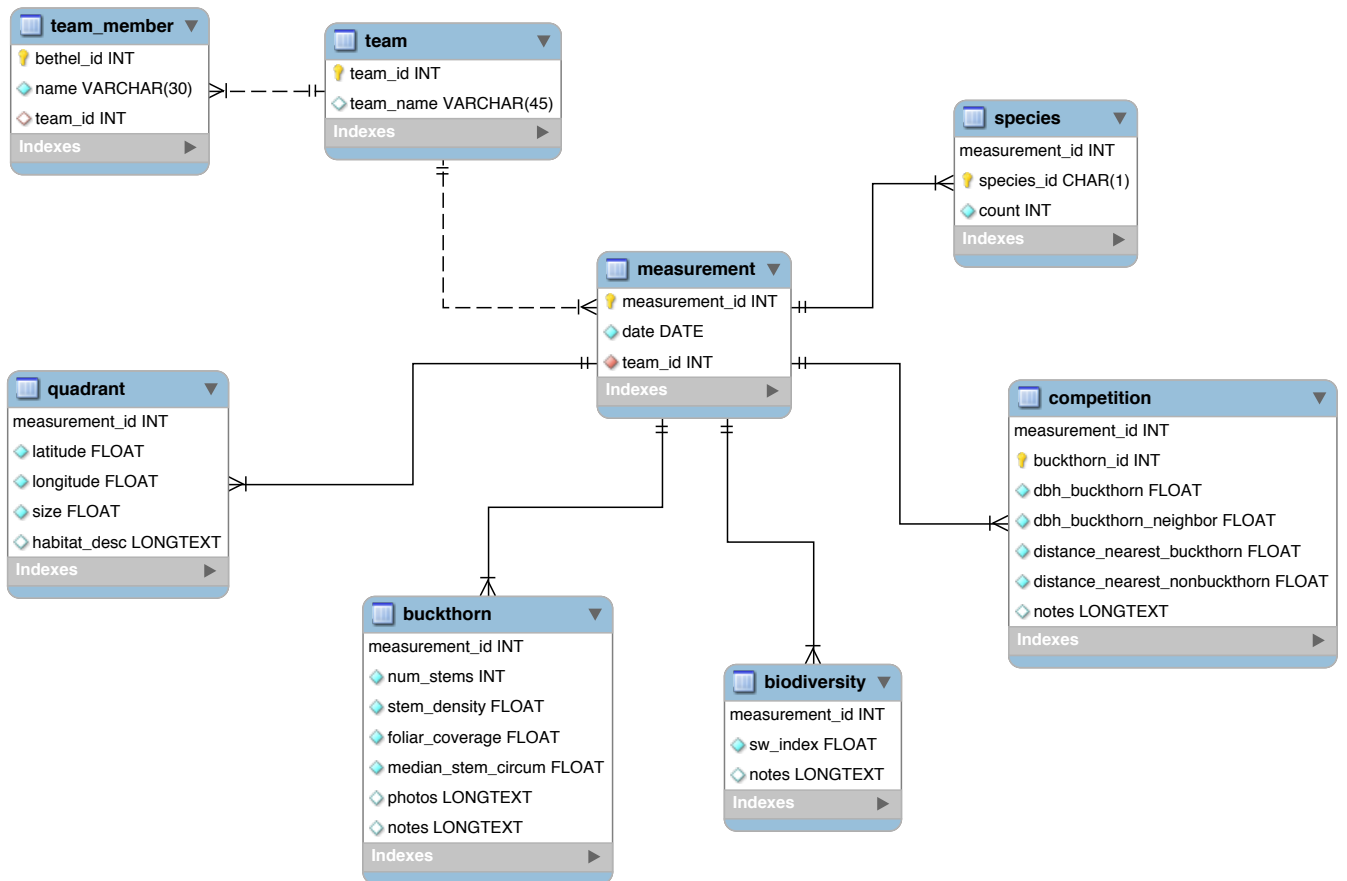 team_member
bethel_id INT
name VARCHAR(30)
team_id INT
Indexes
team
team_id INT
team_name VARCHAR(45)
Indexes
species
measurement_id INT
species_id CHAR(1)
count INT
Indexes
measurement
measurement_id INT
date DATE
team_id INT
Indexes
quadrant
measurement_id INT
latitude FLOAT
longitude FLOAT
size FLOAT
habitat_desc LONGTEXT
Indexes
competition
measurement_id INT
buckthorn_id INT
dbh_buckthorn FLOAT
dbh_buckthorn_neighbor FLOAT
distance_nearest_buckthorn FLOAT
distance_nearest_nonbuckthorn FLOAT
notes LONGTEXT
Indexes
buckthorn
measurement_id INT
num_stems INT
stem_density FLOAT
foliar_coverage FLOAT
median_stem_circum FLOAT
photos LONGTEXT
notes LONGTEXT
Indexes
biodiversity
measurement_id INT
sw_index FLOAT
notes LONGTEXT
Indexes